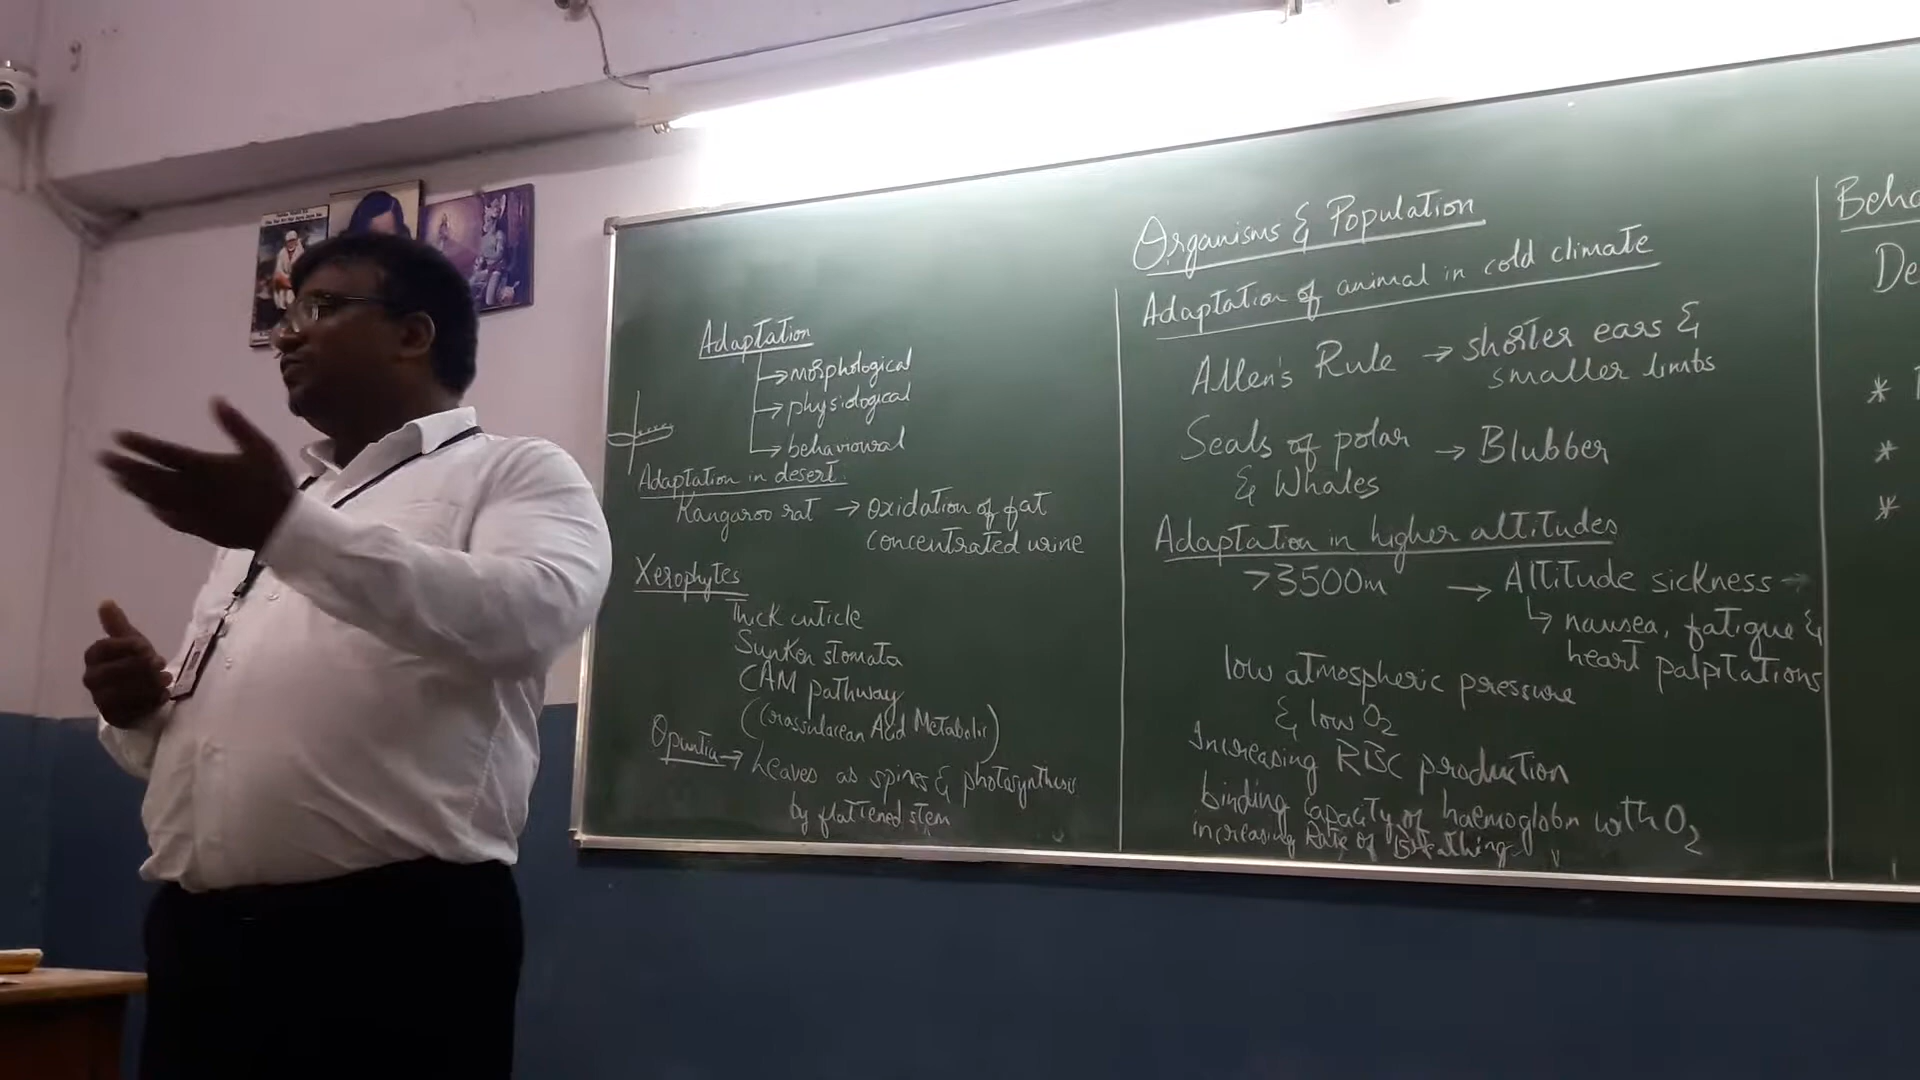 Adaptation
→ morphological
→ physiological
→ behavioural
Adaptation in desert.
Kangaroo rat → Oxidation of fat
concentrated urine
Xerophytes
Thick cuticle
Sunken stomata
CAM pathway
(Crassulacean Acid Metabolic)
Opuntia → Leaves as spines & photosynthesis
by flattened stem
Organisms & Population
Adaptation of animal in cold climate
Allen's Rule → shorter ears &
smaller limbs
Seals of polar → Blubber
& Whales
Adaptation in higher altitudes
>3500m → Altitude sickness →
↳ nausea, fatigue &
heart palpitations
low atmospheric pressure
& low O2
Increasing RBC production
binding capacity of haemoglobin with O2
increasing Rate of Breathing
Beha
De
*
*
*